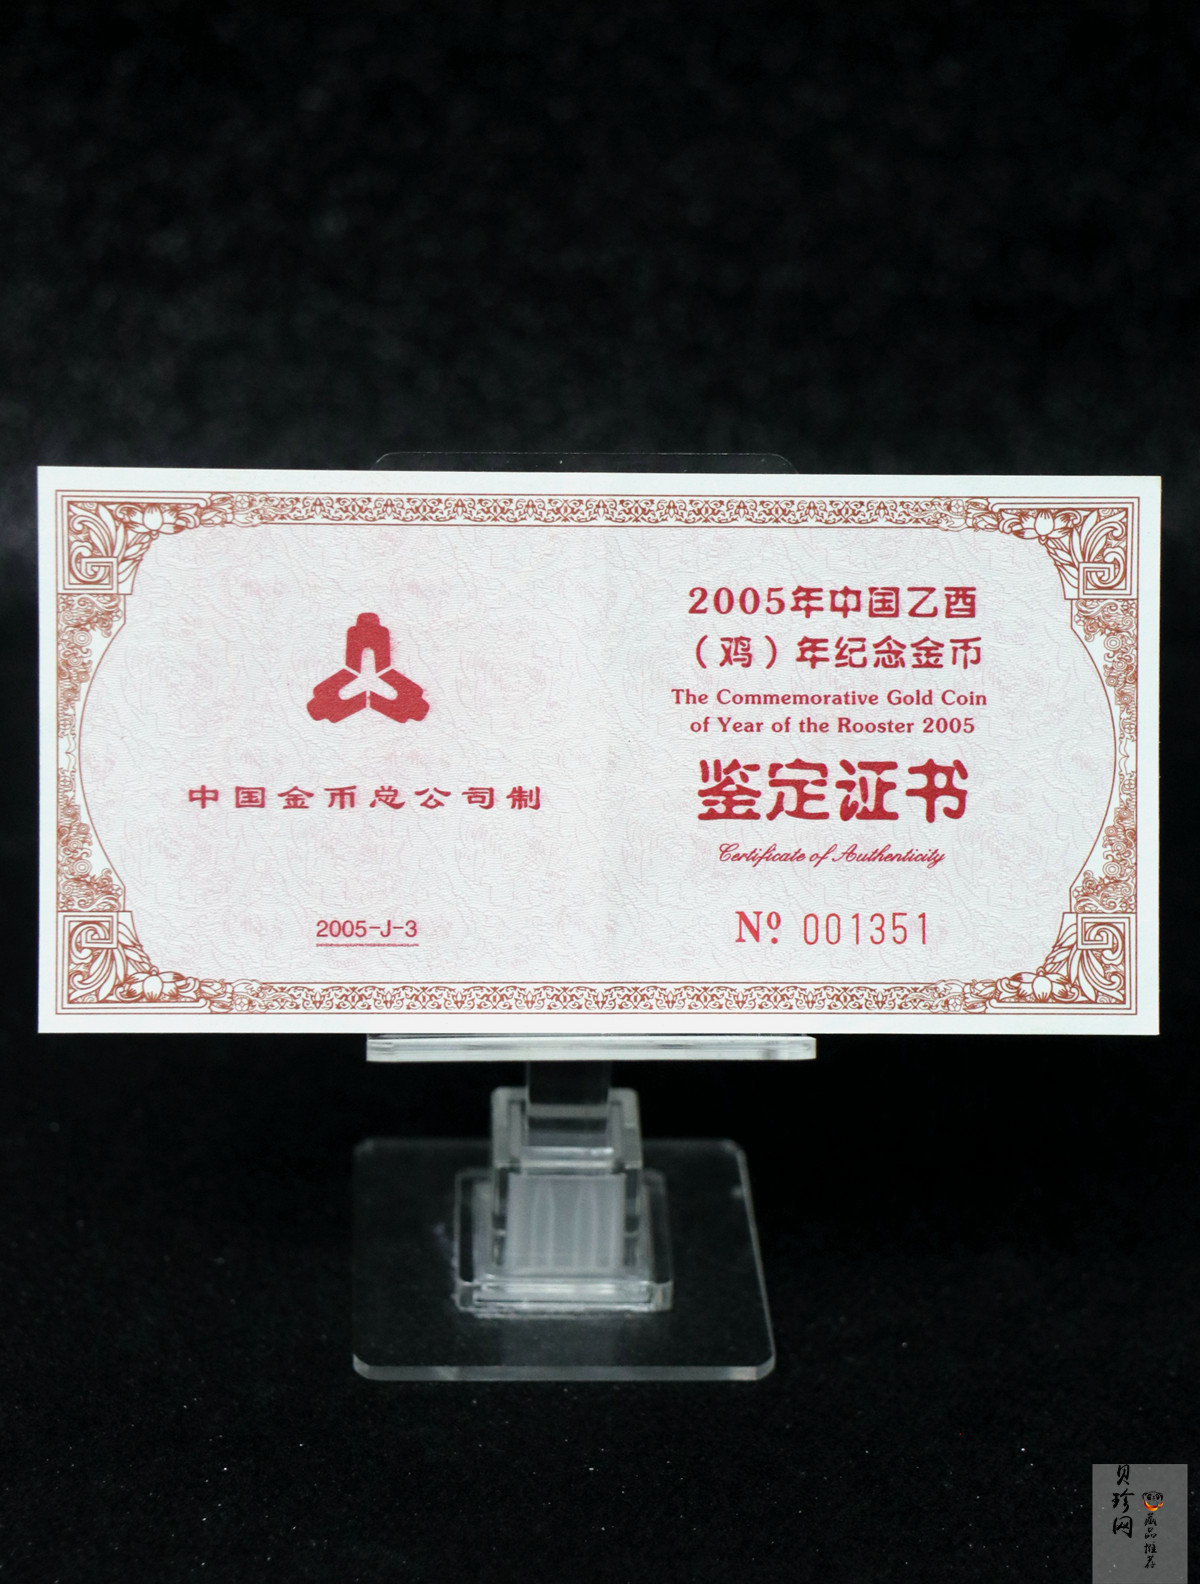 中国金币总公司制
2005-J-3
2005年中国乙酉
（鸡）年纪念金币
The Commemorative Gold Coin
of Year of the Rooster 2005
鉴定证书
Certificate of Authenticity
Nº 001351
贝珍网
藏品推荐